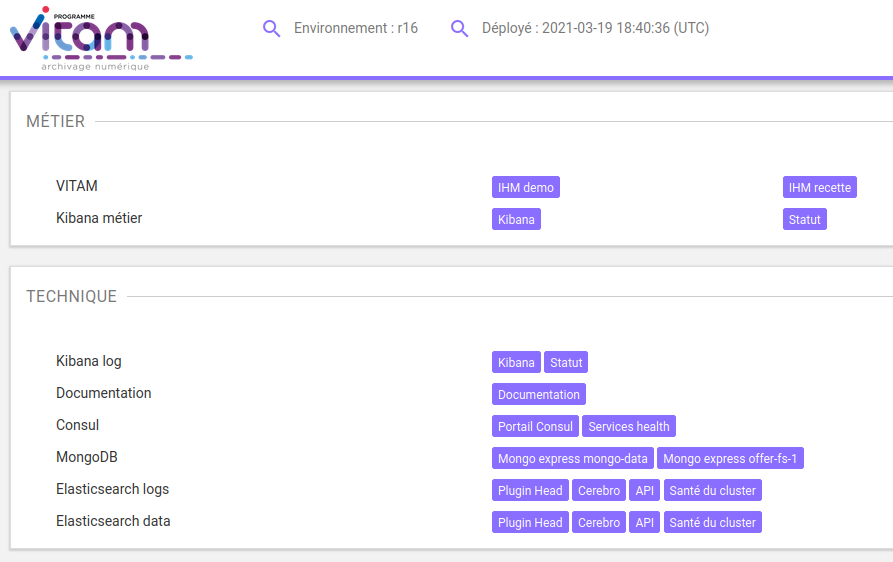 PROGRAMME
vitam
archivage numérique
Environnement : r16
Déployé : 2021-03-19 18:40:36 (UTC)
MÉTIER
VITAM IHM demo IHM recette
Kibana métier Kibana Statut
TECHNIQUE
Kibana log Kibana Statut
Documentation Documentation
Consul Portail Consul Services health
MongoDB Mongo express mongo-data Mongo express offer-fs-1
Elasticsearch logs Plugin Head Cerebro API Santé du cluster
Elasticsearch data Plugin Head Cerebro API Santé du cluster